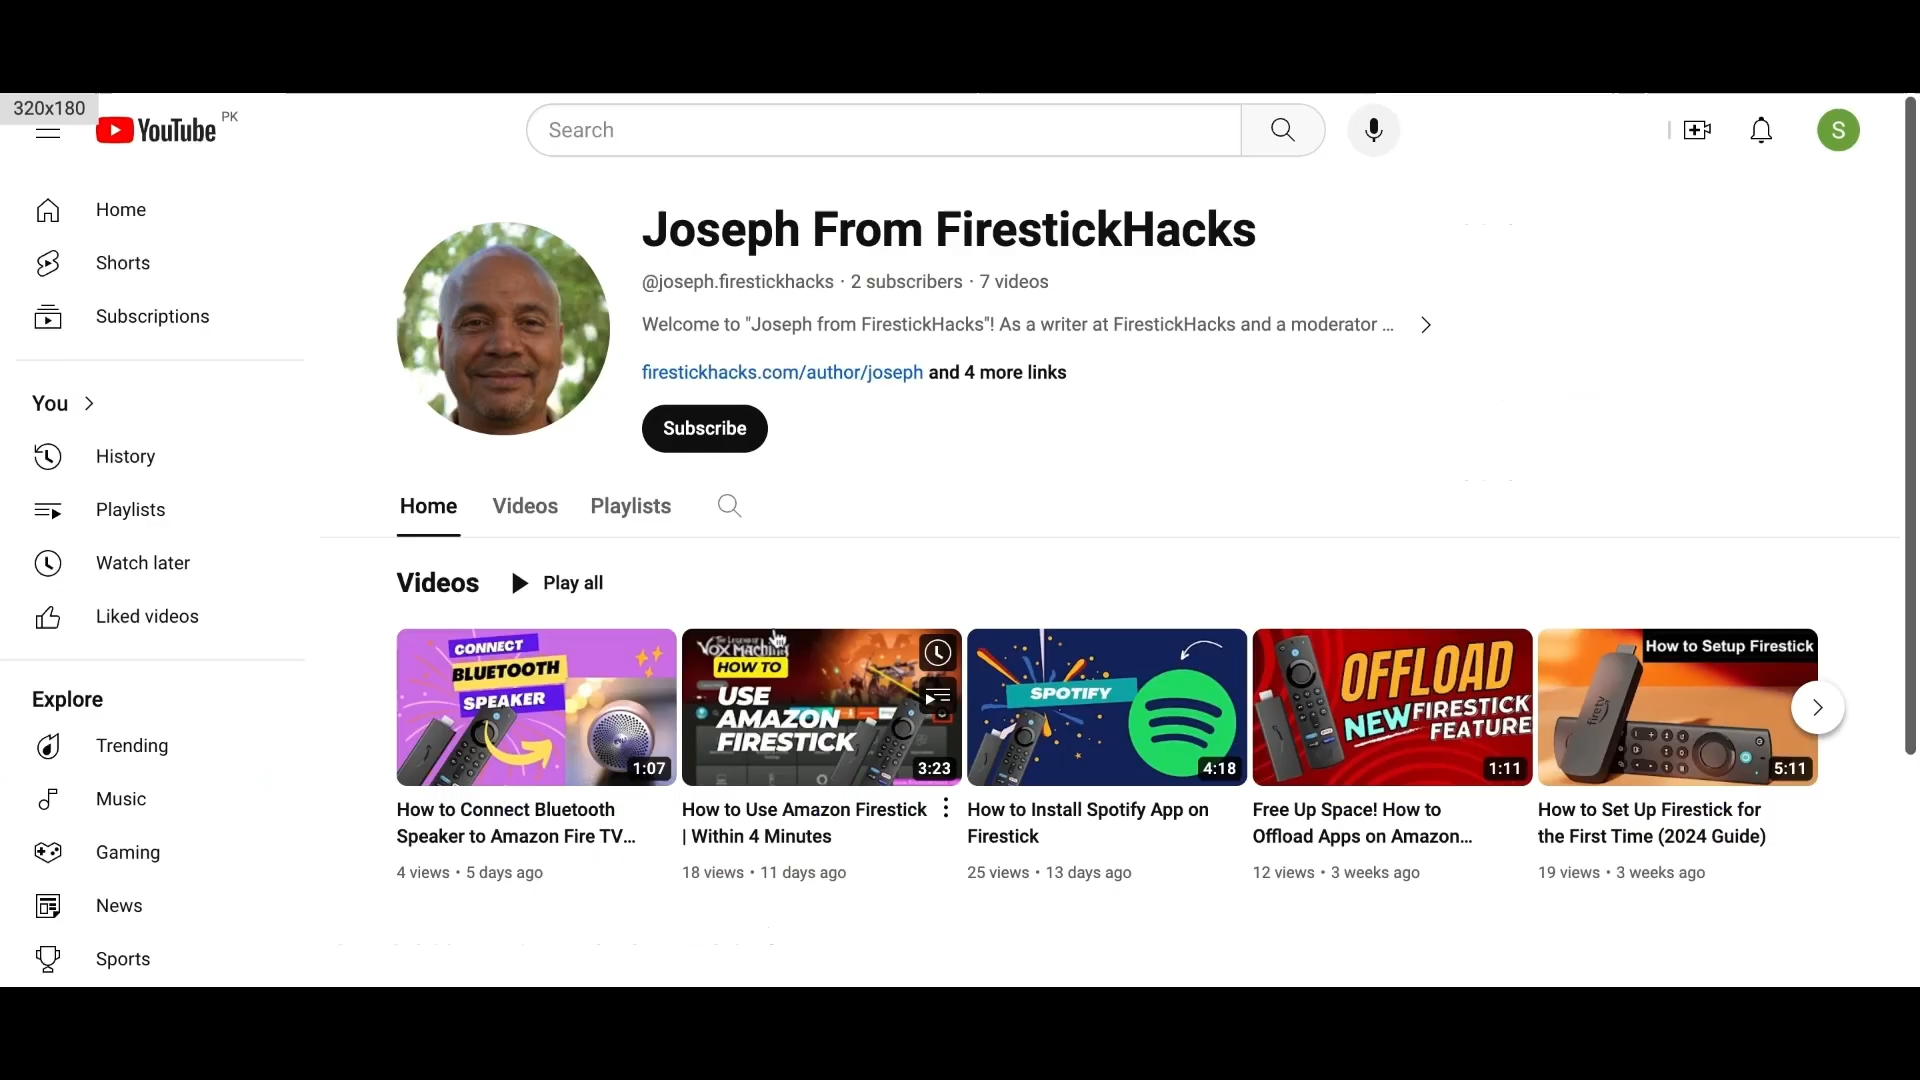 320x180
YouTube PK
Search
S
Home
Shorts
Subscriptions
You
History
Playlists
Watch later
Liked videos
Explore
Trending
Music
Gaming
News
Sports
Joseph From FirestickHacks
@joseph.firestickhacks · 2 subscribers · 7 videos
Welcome to "Joseph from FirestickHacks"! As a writer at FirestickHacks and a moderator ...
firestickhacks.com/author/joseph and 4 more links
Subscribe
Home Videos Playlists
Videos Play all
CONNECT
BLUETOOTH
SPEAKER
1:07
How to Connect Bluetooth
Speaker to Amazon Fire TV...
4 views • 5 days ago
THE LEGEND OF
VOX MACHINA
HOW TO
USE
AMAZON
FIRESTICK
3:23
How to Use Amazon Firestick
| Within 4 Minutes
18 views • 11 days ago
SPOTIFY
4:18
How to Install Spotify App on
Firestick
25 views • 13 days ago
OFFLOAD
NEW FIRESTICK
FEATURE
1:11
Free Up Space! How to
Offload Apps on Amazon...
12 views • 3 weeks ago
How to Setup Firestick
firetv
5:11
How to Set Up Firestick for
the First Time (2024 Guide)
19 views • 3 weeks ago